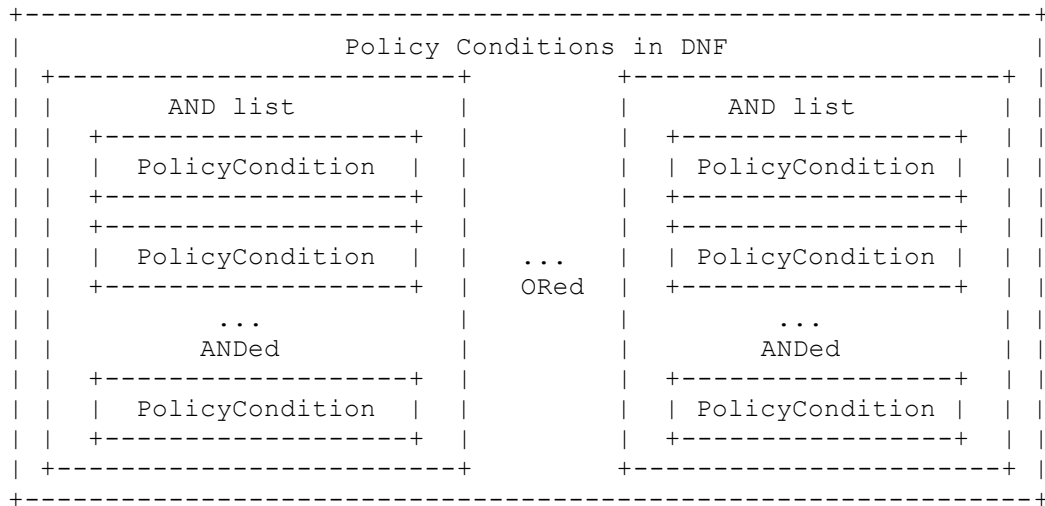 +---------------------------------------------------------------+
|                    Policy Conditions in DNF                   |
| +-------------------------+         +-----------------------+ |
| |       AND list          |         |      AND list         | |
| |  +-------------------+  |         |  +-----------------+  | |
| |  |  PolicyCondition  |  |         |  | PolicyCondition |  | |
| |  +-------------------+  |         |  +-----------------+  | |
| |  +-------------------+  |         |  +-----------------+  | |
| |  |  PolicyCondition  |  |   ...   |  | PolicyCondition |  | |
| |  +-------------------+  |   ORed  |  +-----------------+  | |
| |          ...            |         |         ...           | |
| |         ANDed           |         |        ANDed          | |
| |  +-------------------+  |         |  +-----------------+  | |
| |  |  PolicyCondition  |  |         |  | PolicyCondition |  | |
| |  +-------------------+  |         |  +-----------------+  | |
| +-------------------------+         +-----------------------+ |
+---------------------------------------------------------------+